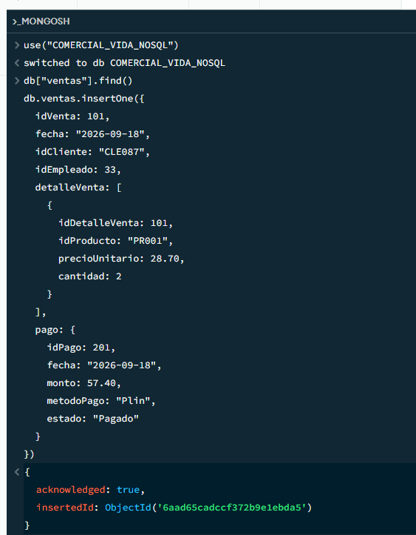 >_MONGOSH
> use("COMERCIAL_VIDA_NOSQL")
< switched to db COMERCIAL_VIDA_NOSQL
> db["ventas"].find()
db.ventas.insertOne({
  idVenta: 101,
  fecha: "2026-09-18",
  idCliente: "CLE087",
  idEmpleado: 33,
  detalleVenta: [
    {
      idDetalleVenta: 101,
      idProducto: "PR001",
      precioUnitario: 28.70,
      cantidad: 2
    }
  ],
  pago: {
    idPago: 201,
    fecha: "2026-09-18",
    monto: 57.40,
    metodoPago: "Plin",
    estado: "Pagado"
  }
})
< {
  acknowledged: true,
  insertedId: ObjectId('6aad65cadccf372b9e1ebda5')
}